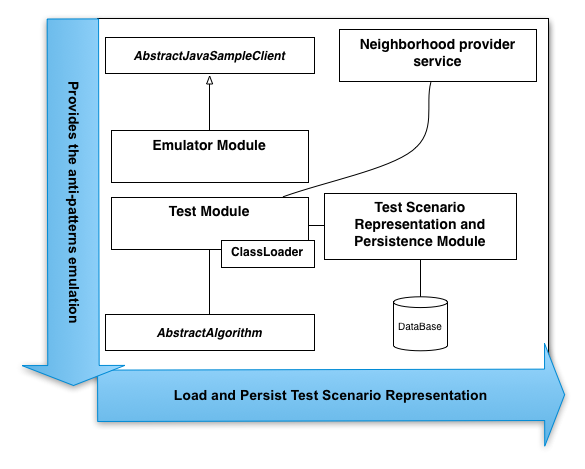 AbstractJavaSampleClient
Neighborhood provider
service
Provides the anti-patterns emulation
Emulator Module
Test Module
Test Scenario
Representation and
Persistence Module
ClassLoader
AbstractAlgorithm
DataBase
Load and Persist Test Scenario Representation